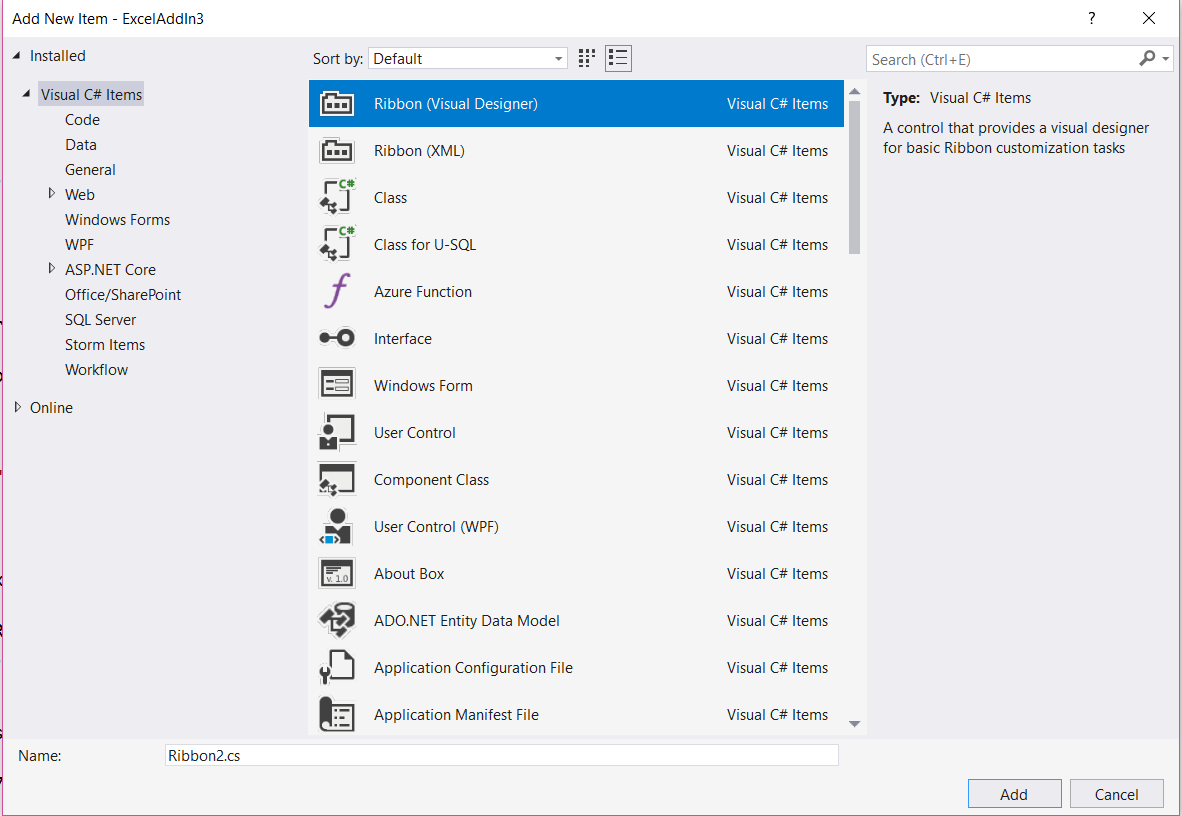 Add New Item - ExcelAddIn3
?
Installed
Visual C# Items
Code
Data
General
Web
Windows Forms
WPF
ASP.NET Core
Office/SharePoint
SQL Server
Storm Items
Workflow
Online
Sort by: Default
Ribbon (Visual Designer) Visual C# Items
Ribbon (XML) Visual C# Items
C# Class Visual C# Items
C# Class for U-SQL Visual C# Items
Azure Function Visual C# Items
Interface Visual C# Items
Windows Form Visual C# Items
User Control Visual C# Items
Component Class Visual C# Items
User Control (WPF) Visual C# Items
v. 1.0 About Box Visual C# Items
ADO.NET Entity Data Model Visual C# Items
Application Configuration File Visual C# Items
Application Manifest File Visual C# Items
Search (Ctrl+E)
Type: Visual C# Items
A control that provides a visual designer
for basic Ribbon customization tasks
Name: Ribbon2.cs
Add Cancel